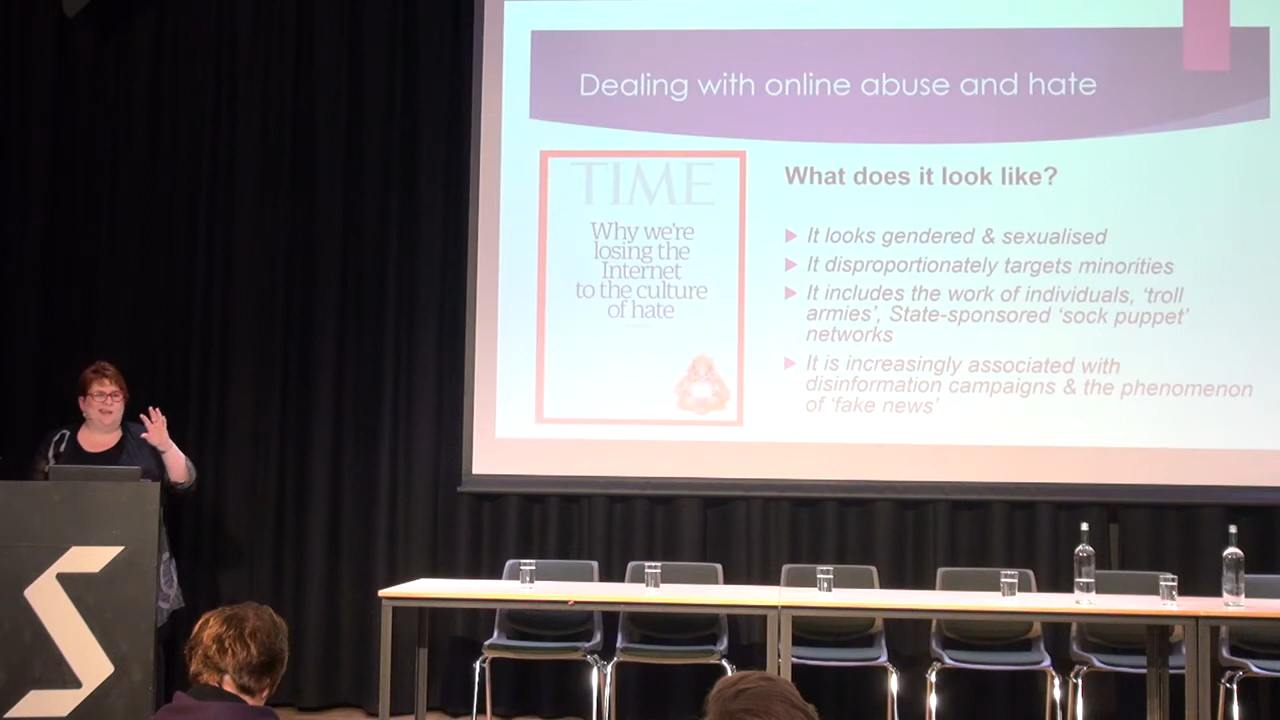 Dealing with online abuse and hate
TIME
Why we're
losing the
Internet
to the culture
of hate
What does it look like?
It looks gendered & sexualised
It disproportionately targets minorities
It includes the work of individuals, 'troll
armies', State-sponsored 'sock puppet'
networks
It is increasingly associated with
disinformation campaigns & the phenomenon
of 'fake news'